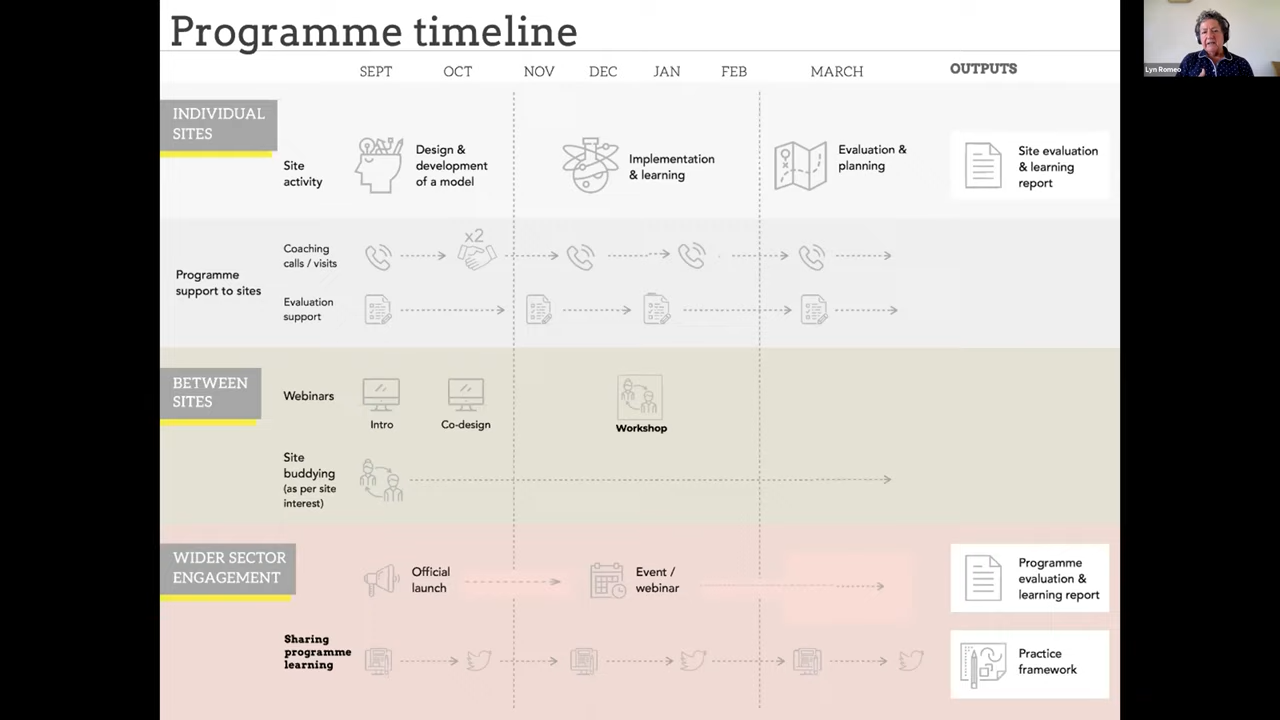 Programme timeline
SEPT OCT NOV DEC JAN FEB MARCH OUTPUTS
INDIVIDUAL
SITES
Site
activity
Design &
development
of a model
Implementation
& learning
Evaluation &
planning
Site evaluation
& learning
report
Programme
support to sites
Coaching
calls / visits
x2
Evaluation
support
BETWEEN
SITES
Webinars
Intro
Co-design
Workshop
Site
buddying
(as per site
interest)
WIDER SECTOR
ENGAGEMENT
Official
launch
Event /
webinar
Programme
evaluation &
learning report
Sharing
programme
learning
Practice
framework
Lyn Romeo